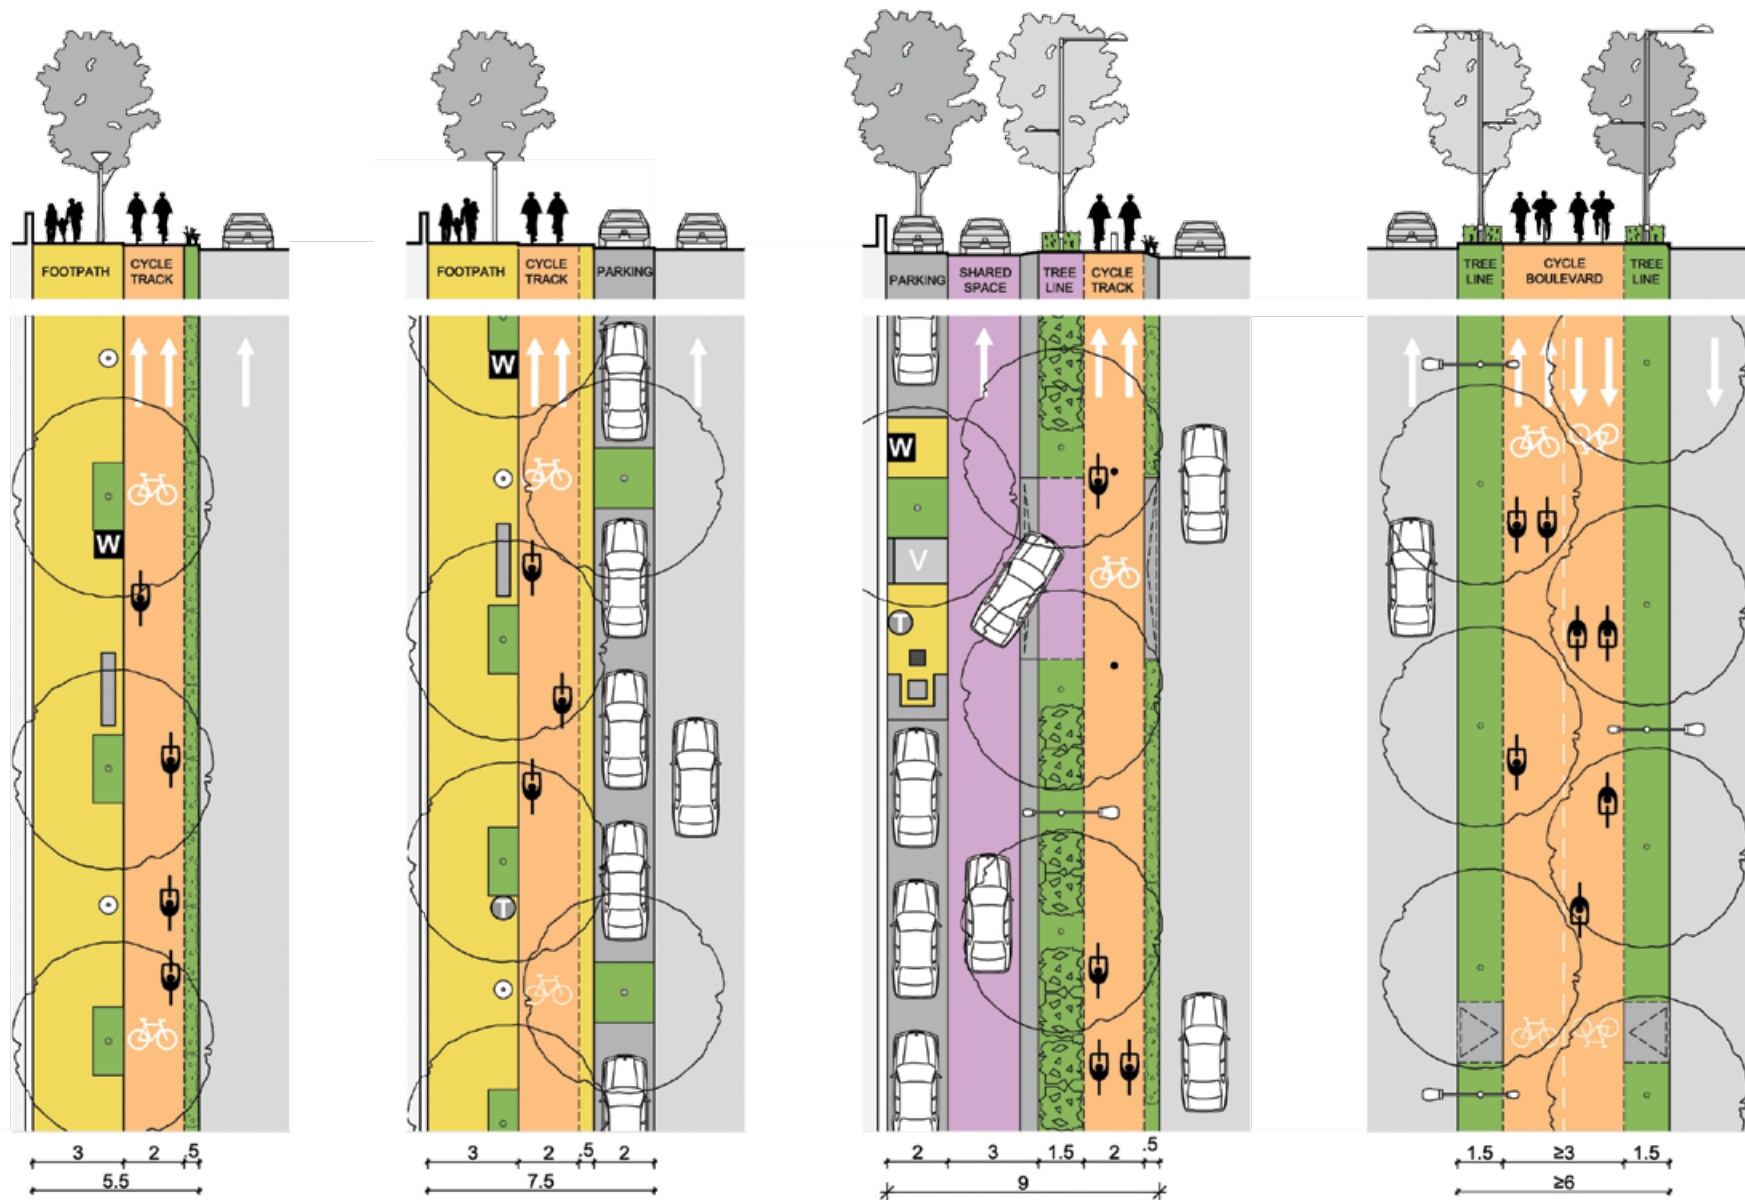 FOOTPATH
CYCLE
TRACK
FOOTPATH
CYCLE
TRACK
PARKING
PARKING
SHARED
SPACE
TREE
LINE
CYCLE
TRACK
TREE
LINE
CYCLE
BOULEVARD
TREE
LINE
W
W
W
V
T
T
3 2 .5
5.5
3 2 .5 2
7.5
2 3 1.5 2 .5
9
1.5 ≥3 1.5
≥6